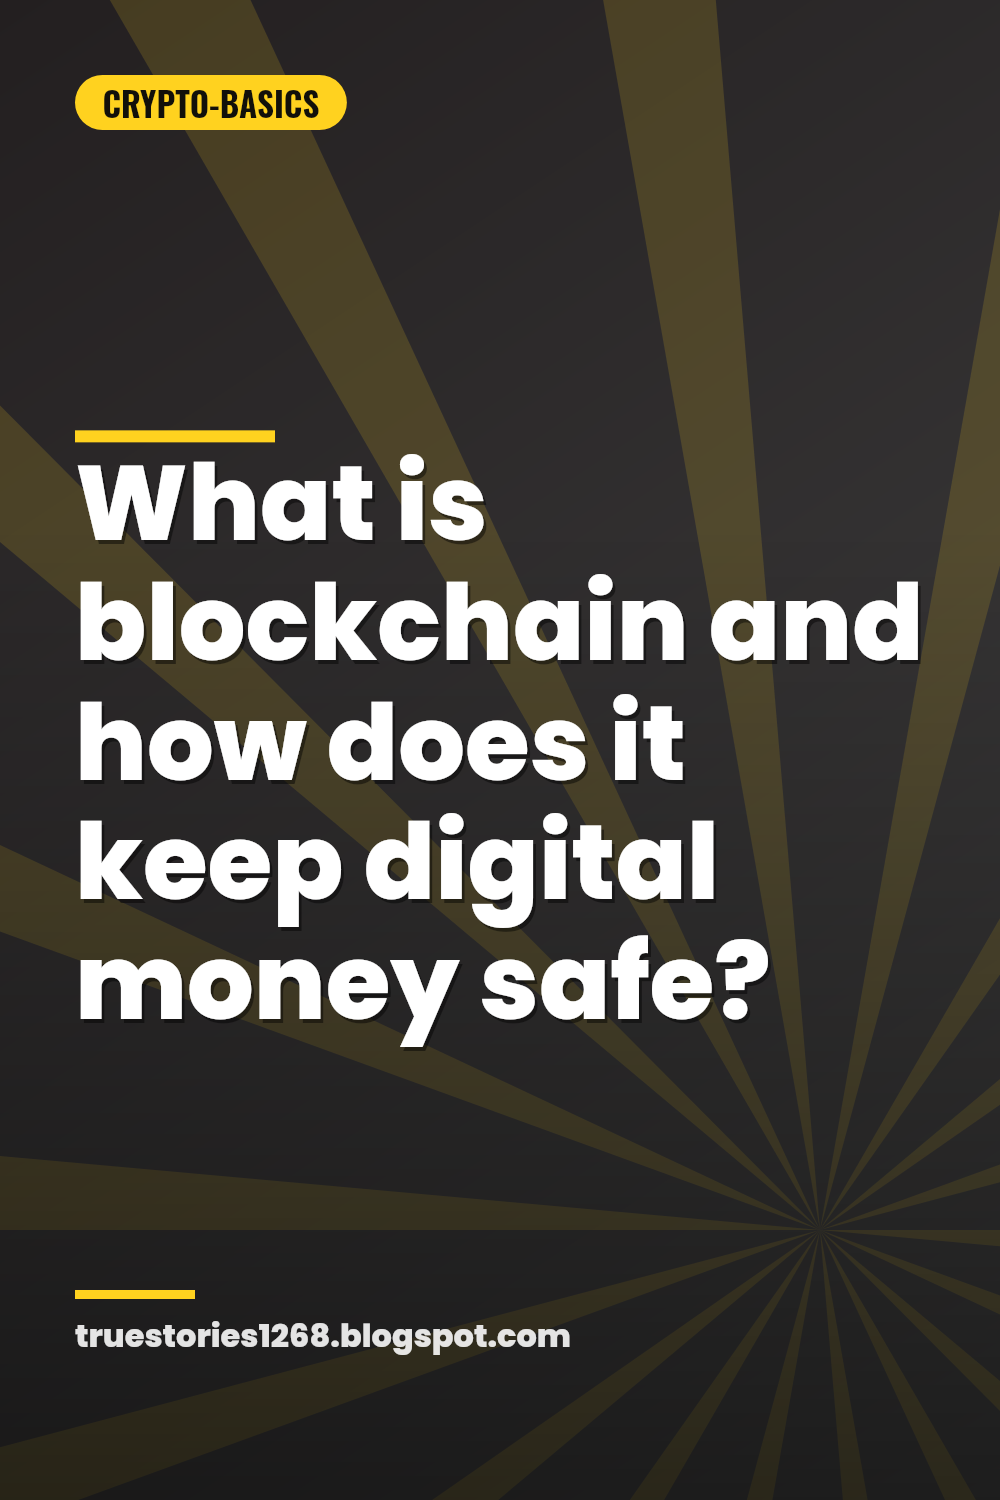 CRYPTO-BASICS
What is
blockchain and
how does it
keep digital
money safe?
truestories1268.blogspot.com